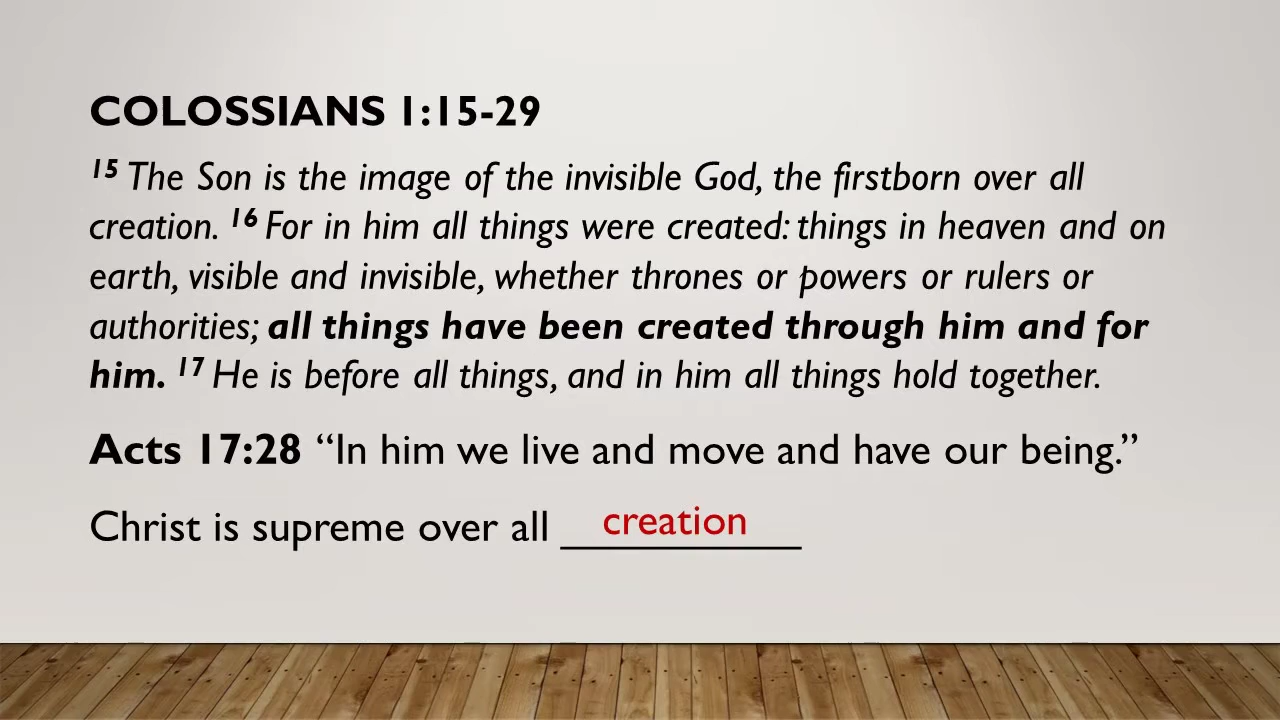 COLOSSIANS 1:15-29
15 The Son is the image of the invisible God, the firstborn over all
creation. 16 For in him all things were created: things in heaven and on
earth, visible and invisible, whether thrones or powers or rulers or
authorities; all things have been created through him and for
him. 17 He is before all things, and in him all things hold together.
Acts 17:28 “In him we live and move and have our being.”
Christ is supreme over all ___________ creation